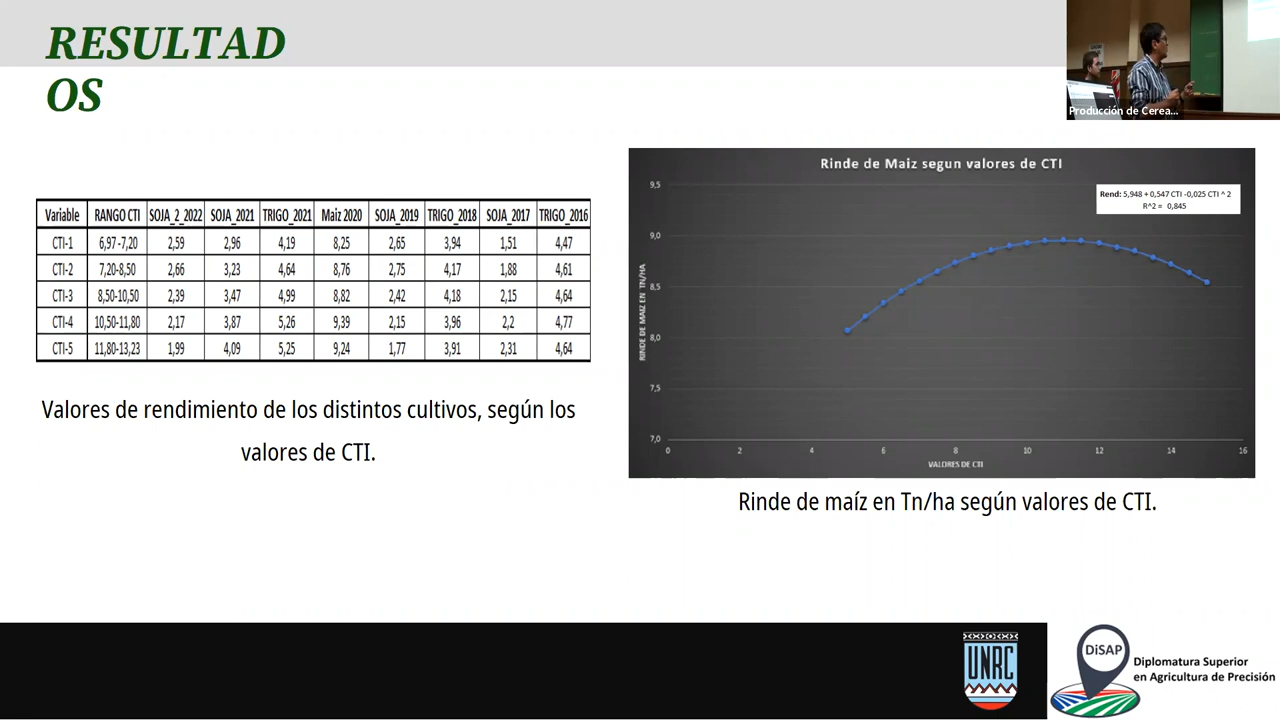 RESULTAD
OS
Producción de Cerea...
Variable RANGO CTI SOJA_2_2022 SOJA_2021 TRIGO_2021 Maiz 2020 SOJA_2019 TRIGO_2018 SOJA_2017 TRIGO_2016
CTI-1 6,97 -7,20 2,59 2,96 4,19 8,25 2,65 3,94 1,51 4,47
CTI-2 7,20-8,50 2,66 3,23 4,64 8,76 2,75 4,17 1,88 4,61
CTI-3 8,50-10,50 2,39 3,47 4,99 8,82 2,42 4,18 2,15 4,64
CTI-4 10,50-11,80 2,17 3,87 5,26 9,39 2,15 3,96 2,2 4,77
CTI-5 11,80-13,23 1,99 4,09 5,25 9,24 1,77 3,91 2,31 4,64
Valores de rendimiento de los distintos cultivos, según los
valores de CTI.
Rinde de Maiz segun valores de CTI
Rend: 5,948 + 0,547 CTI -0,025 CTI ^ 2
R^2 = 0,845
RINDE DE MAIZ EN TN/HA
9,5
9,0
8,5
8,0
7,5
7,0
0 2 4 6 8 10 12 14 16
VALORES DE CTI
Rinde de maíz en Tn/ha según valores de CTI.
UNRC
DiSAP
Diplomatura Superior
en Agricultura de Precisión